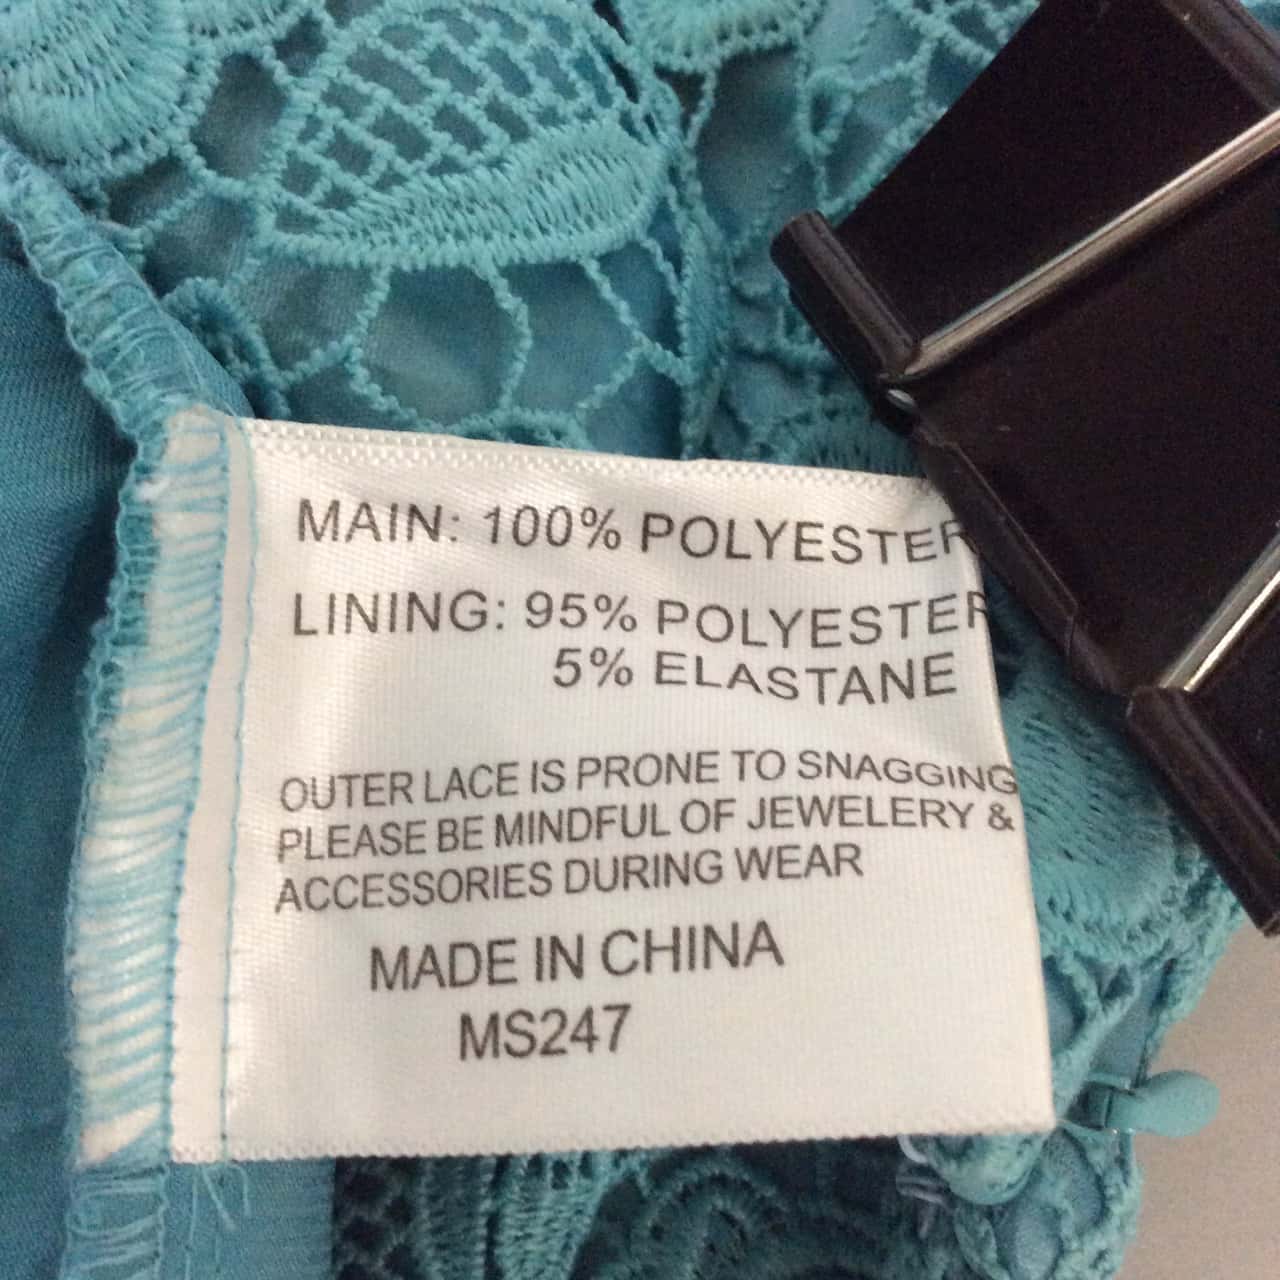 MAIN: 100% POLYESTER
LINING: 95% POLYESTER
5% ELASTANE
OUTER LACE IS PRONE TO SNAGGING
PLEASE BE MINDFUL OF JEWELERY &
ACCESSORIES DURING WEAR
MADE IN CHINA
MS247